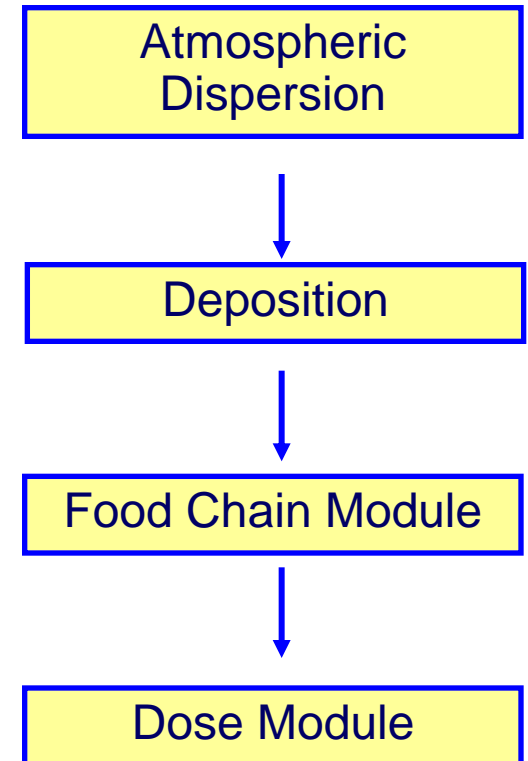 Atmospheric
Dispersion
Deposition
Food Chain Module
Dose Module